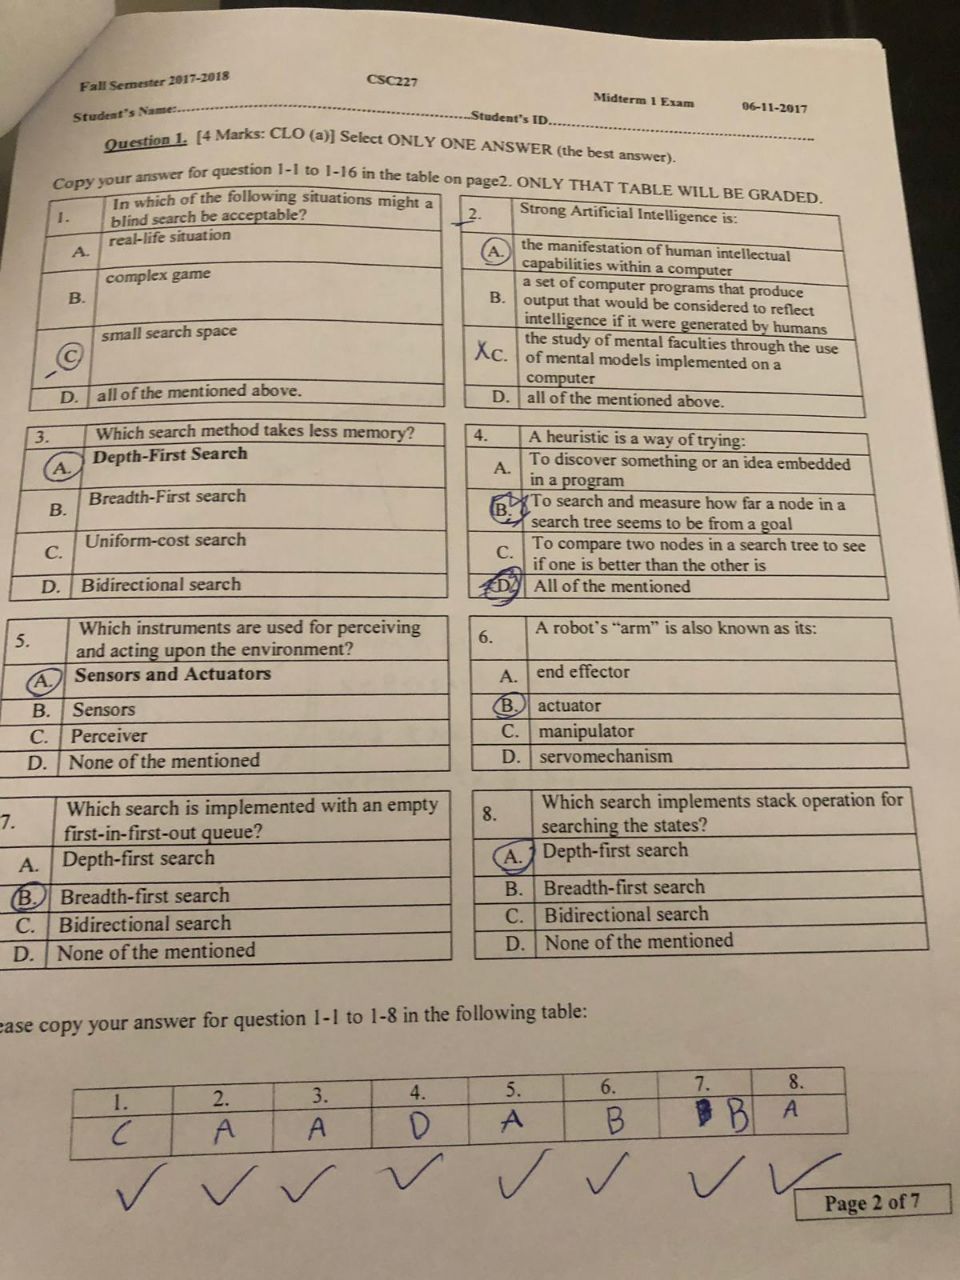 Fall Semester 2017-2018 CSC227 Midterm 1 Exam 06-11-2017
Student's Name:........................................Student's ID........................................
Question 1. [4 Marks: CLO (a)] Select ONLY ONE ANSWER (the best answer).
Copy your answer for question 1-1 to 1-16 in the table on page2. ONLY THAT TABLE WILL BE GRADED.
1. In which of the following situations might a
blind search be acceptable?
A. real-life situation
B. complex game
C small search space
D. all of the mentioned above.
2. Strong Artificial Intelligence is:
A. the manifestation of human intellectual
capabilities within a computer
B. a set of computer programs that produce
output that would be considered to reflect
intelligence if it were generated by humans
X C. the study of mental faculties through the use
of mental models implemented on a
computer
D. all of the mentioned above.
3. Which search method takes less memory?
A. Depth-First Search
B. Breadth-First search
C. Uniform-cost search
D. Bidirectional search
4. A heuristic is a way of trying:
A. To discover something or an idea embedded
in a program
B. To search and measure how far a node in a
search tree seems to be from a goal
C. To compare two nodes in a search tree to see
if one is better than the other is
D. All of the mentioned
5. Which instruments are used for perceiving
and acting upon the environment?
A. Sensors and Actuators
B. Sensors
C. Perceiver
D. None of the mentioned
6. A robot's “arm” is also known as its:
A. end effector
B. actuator
C. manipulator
D. servomechanism
7. Which search is implemented with an empty
first-in-first-out queue?
A. Depth-first search
B. Breadth-first search
C. Bidirectional search
D. None of the mentioned
8. Which search implements stack operation for
searching the states?
A. Depth-first search
B. Breadth-first search
C. Bidirectional search
D. None of the mentioned
ease copy your answer for question 1-1 to 1-8 in the following table:
1. 2. 3. 4. 5. 6. 7. 8.
C A A D A B B A
Page 2 of 7